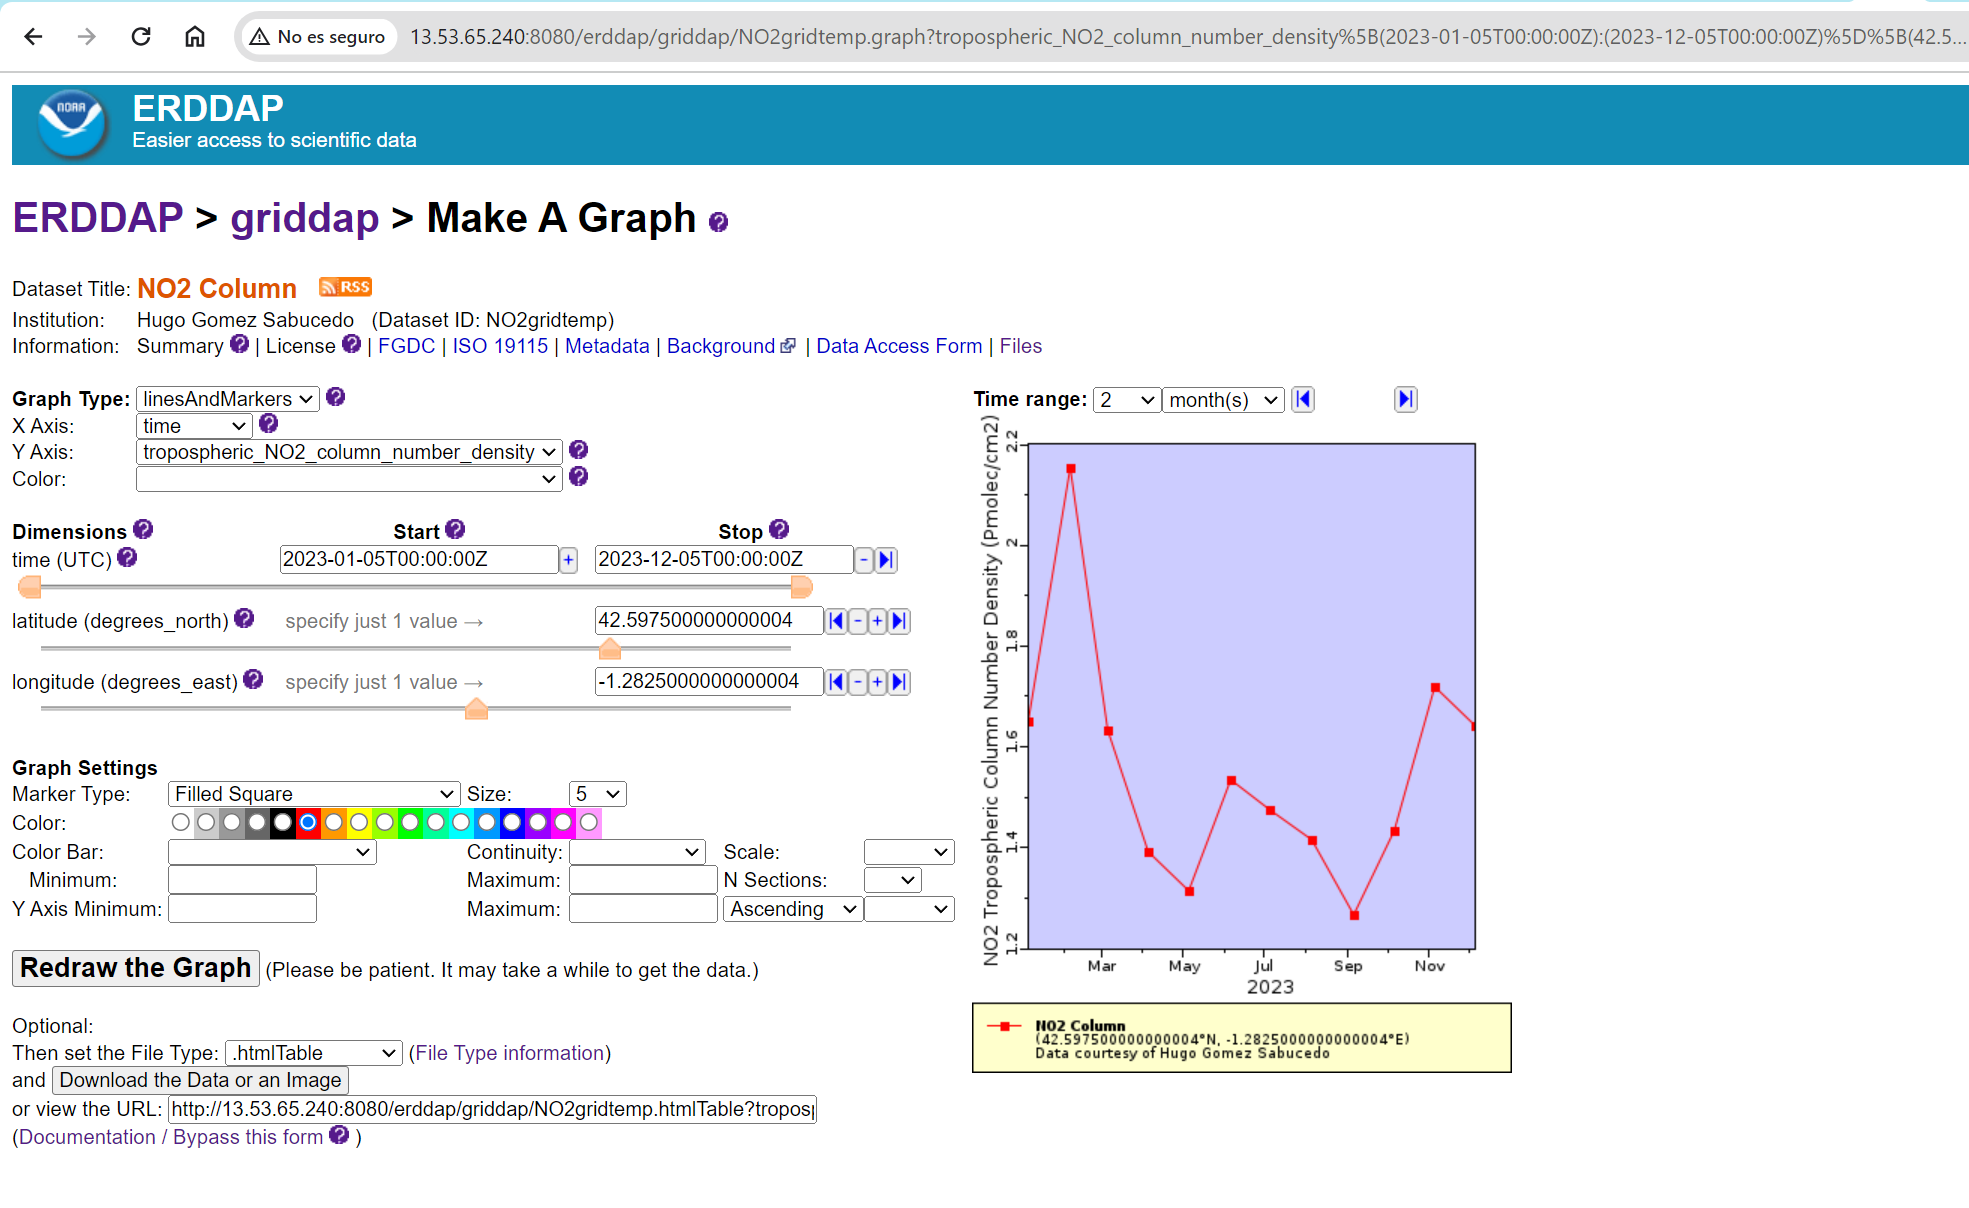 No es seguro 13.53.65.240:8080/erddap/griddap/NO2gridtemp.graph?tropospheric_NO2_column_number_density%5B(2023-01-05T00:00:00Z):(2023-12-05T00:00:00Z)%5D%5B(42.5...
NOAA
ERDDAP
Easier access to scientific data
ERDDAP > griddap > Make A Graph ?
Dataset Title: NO2 Column RSS
Institution: Hugo Gomez Sabucedo (Dataset ID: NO2gridtemp)
Information: Summary ? | License ? | FGDC | ISO 19115 | Metadata | Background | Data Access Form | Files
Graph Type: linesAndMarkers ?
X Axis: time ?
Y Axis: tropospheric_NO2_column_number_density ?
Color: ?
Dimensions ? Start ? Stop ?
time (UTC) ? 2023-01-05T00:00:00Z + 2023-12-05T00:00:00Z -
latitude (degrees_north) ? specify just 1 value → 42.597500000000004 - +
longitude (degrees_east) ? specify just 1 value → -1.2825000000000004 - +
Graph Settings
Marker Type: Filled Square Size: 5
Color:
Color Bar: Continuity: Scale:
Minimum: Maximum: N Sections:
Y Axis Minimum: Maximum: Ascending
Redraw the Graph (Please be patient. It may take a while to get the data.)
Optional:
Then set the File Type: .htmlTable (File Type information)
and Download the Data or an Image
or view the URL: http://13.53.65.240:8080/erddap/griddap/NO2gridtemp.htmlTable?tropos
(Documentation / Bypass this form ? )
Time range: 2 month(s)
NO2 Tropospheric Column Number Density (Pmolec/cm2)
2.2
2
1.8
1.6
1.4
1.2
Mar May Jul Sep Nov
2023
NO2 Column
(42.597500000000004°N, -1.2825000000000004°E)
Data courtesy of Hugo Gomez Sabucedo